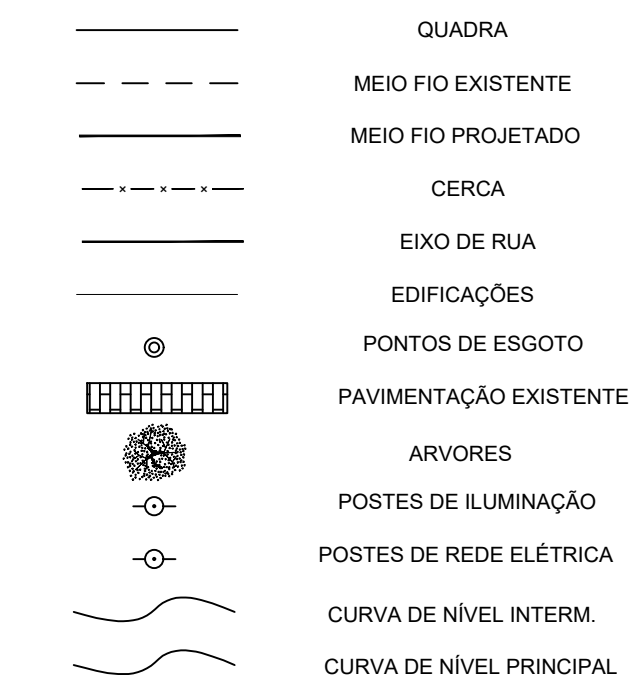 QUADRA
MEIO FIO EXISTENTE
MEIO FIO PROJETADO
CERCA
EIXO DE RUA
EDIFICAÇÕES
PONTOS DE ESGOTO
PAVIMENTAÇÃO EXISTENTE
ARVORES
POSTES DE ILUMINAÇÃO
POSTES DE REDE ELÉTRICA
CURVA DE NÍVEL INTERM.
CURVA DE NÍVEL PRINCIPAL